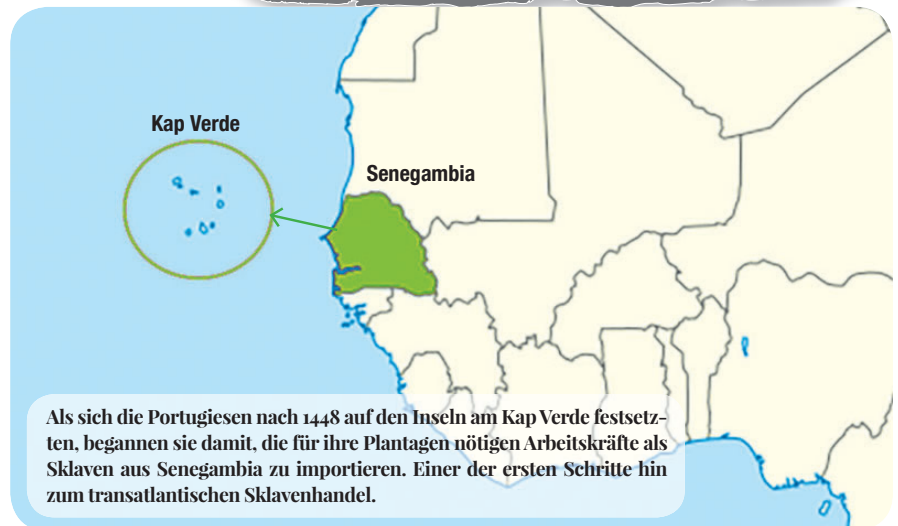 Kap Verde
Senegambia
Als sich die Portugiesen nach 1448 auf den Inseln am Kap Verde festsetz-
ten, begannen sie damit, die für ihre Plantagen nötigen Arbeitskräfte als
Sklaven aus Senegambia zu importieren. Einer der ersten Schritte hin
zum transatlantischen Sklavenhandel.